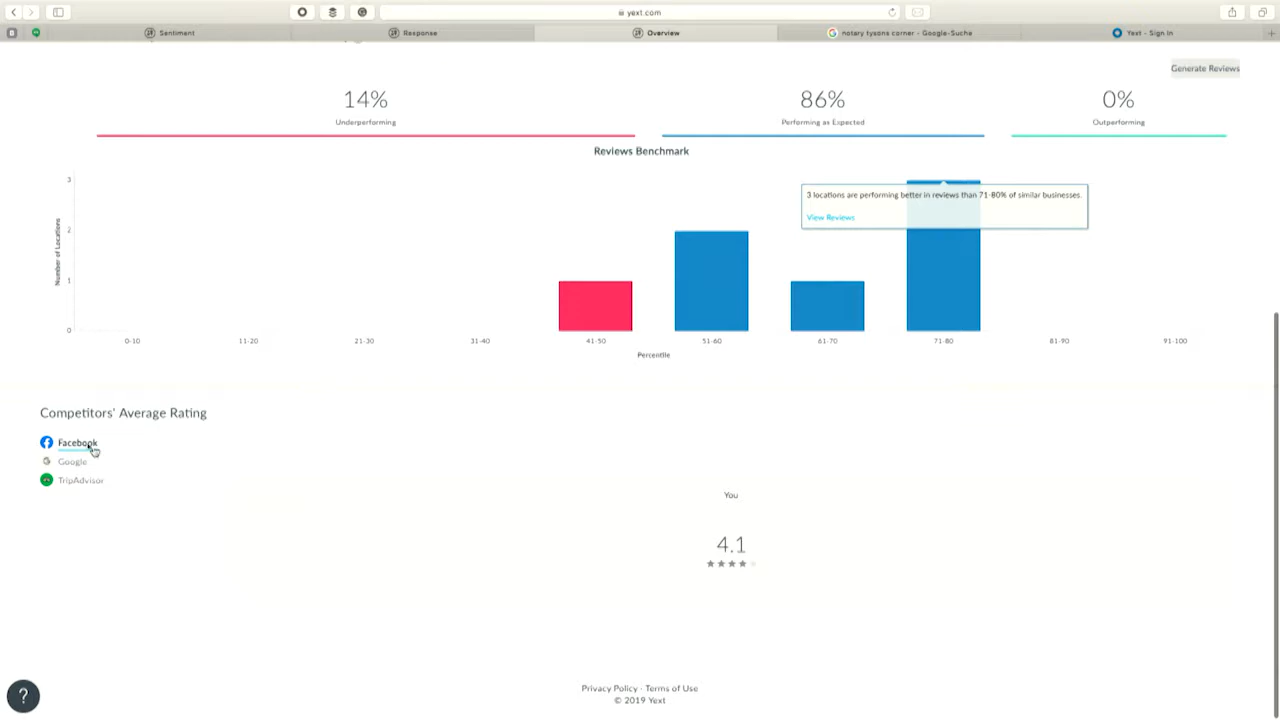 yext.com
Sentiment
Response
Overview
notary tysons corner - Google-Suche
Yext - Sign in
Generate Reviews
14%
86%
0%
Underperforming
Performing as Expected
Outperforming
Reviews Benchmark
3 locations are performing better in reviews than 71-80% of similar businesses.
View Reviews
Number of Locations
3
2
1
0
0-10
11-20
21-30
31-40
41-50
51-60
61-70
71-80
81-90
91-100
Percentile
Competitors' Average Rating
Facebook
Google
TripAdvisor
You
4.1
?
Privacy Policy · Terms of Use
© 2019 Yext